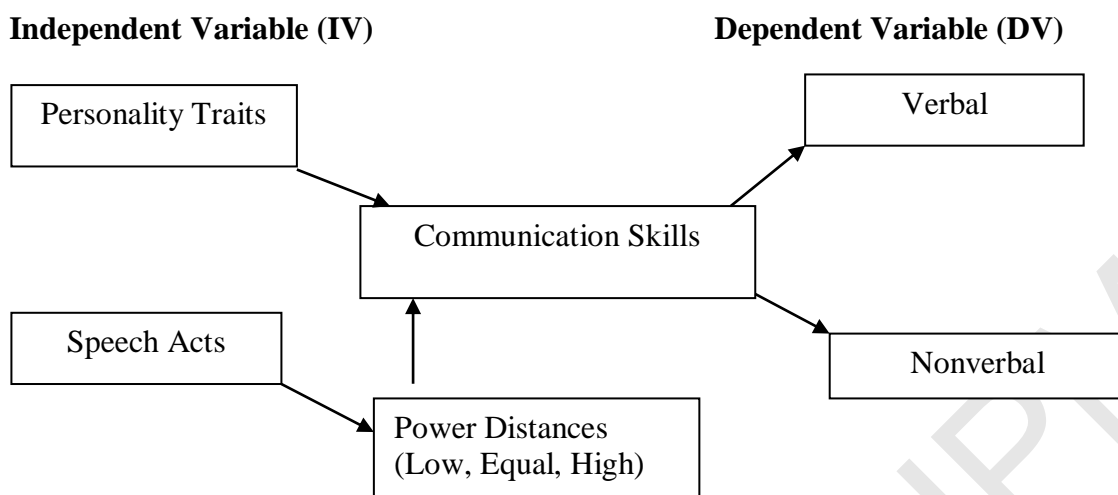 Independent Variable (IV)
Dependent Variable (DV)
Personality Traits
Verbal
Communication Skills
Speech Acts
Nonverbal
Power Distances
(Low, Equal, High)